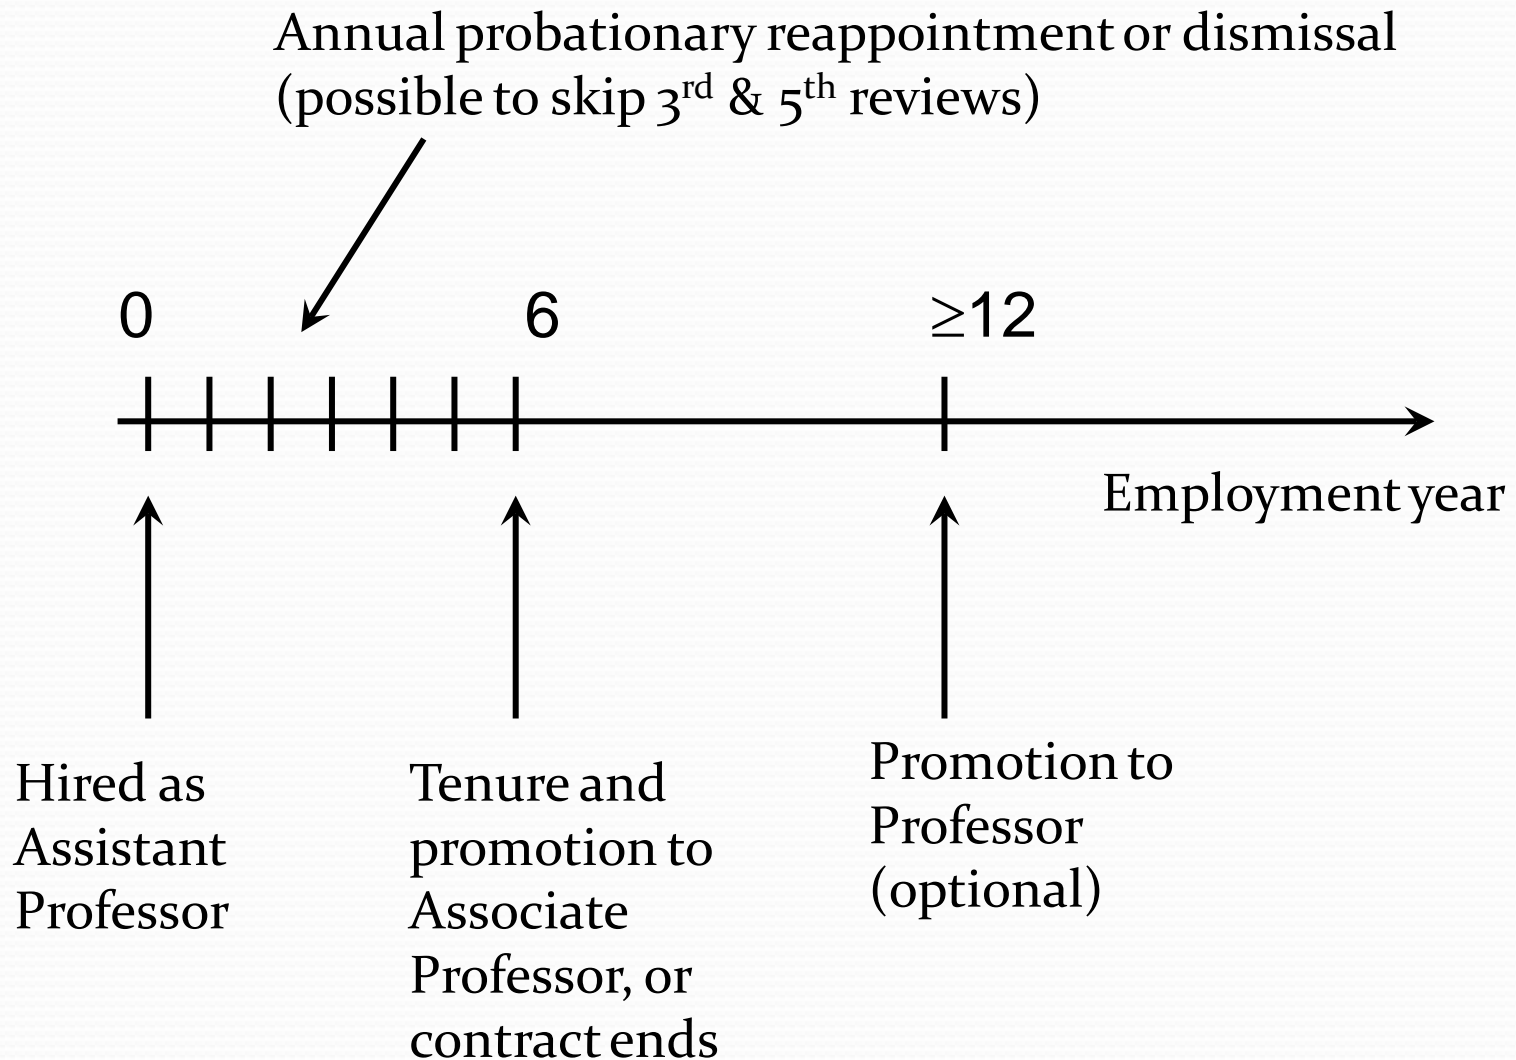 Annual probationary reappointment or dismissal
(possible to skip 3rd & 5th reviews)
0
6
≥12
Employment year
Hired as
Assistant
Professor
Tenure and
promotion to
Associate
Professor, or
contract ends
Promotion to
Professor
(optional)